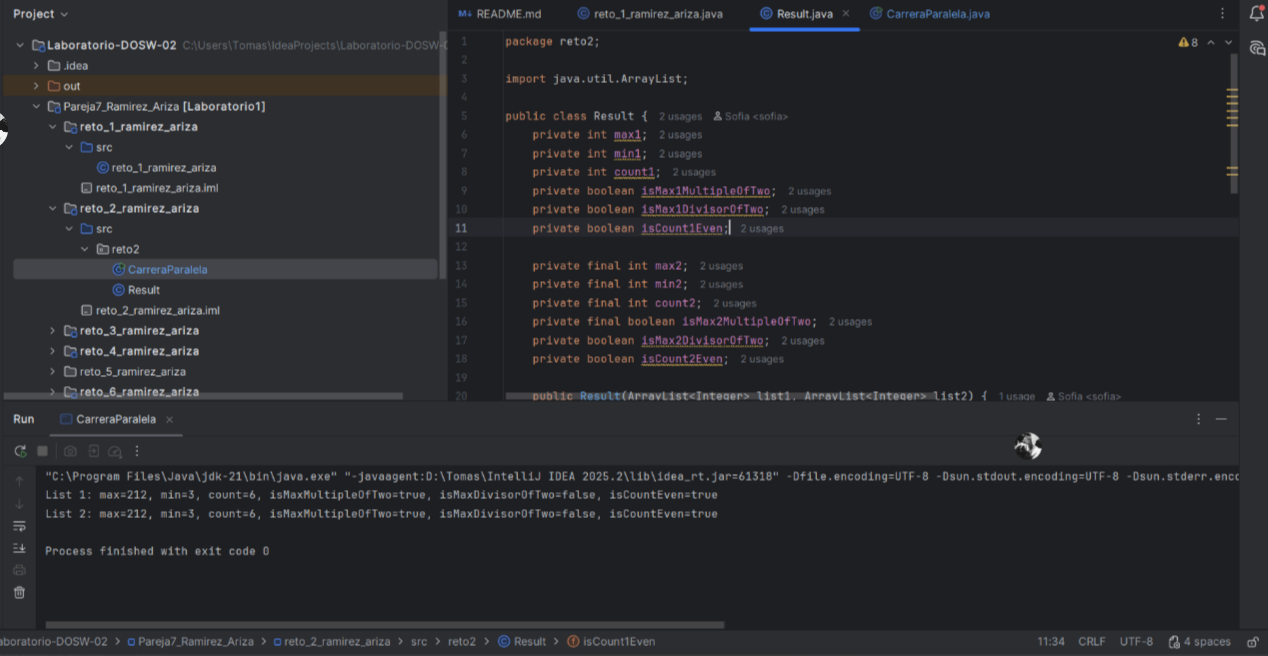 Project
README.md
reto_1_ramirez_ariza.java
Result.java
CarreraParalela.java
Laboratorio-DOSW-02 C:\Users\Tomas\IdeaProjects\Laboratorio-DOSW-
.idea
out
Pareja7_Ramirez_Ariza [Laboratorio1]
reto_1_ramirez_ariza
src
reto_1_ramirez_ariza
reto_1_ramirez_ariza.iml
reto_2_ramirez_ariza
src
reto2
CarreraParalela
Result
reto_2_ramirez_ariza.iml
reto_3_ramirez_ariza
reto_4_ramirez_ariza
reto_5_ramirez_ariza
reto_6_ramirez_ariza
8
1 package reto2;
2
3 import java.util.ArrayList;
4
5 public class Result { 2 usages Sofia <sofia>
6 private int max1; 2 usages
7 private int min1; 2 usages
8 private int count1; 2 usages
9 private boolean isMax1MultipleOfTwo; 2 usages
10 private boolean isMax1DivisorOfTwo; 2 usages
11 private boolean isCount1Even; 2 usages
12
13 private final int max2; 2 usages
14 private final int min2; 2 usages
15 private final int count2; 2 usages
16 private final boolean isMax2MultipleOfTwo; 2 usages
17 private boolean isMax2DivisorOfTwo; 2 usages
18 private boolean isCount2Even; 2 usages
19
20 public Result(ArrayList<Integer> list1, ArrayList<Integer> list2) { 1 usage Sofia <sofia>
Run CarreraParalela
"C:\Program Files\Java\jdk-21\bin\java.exe" "-javaagent:D:\Tomas\IntelliJ IDEA 2025.2\lib\idea_rt.jar=61318" -Dfile.encoding=UTF-8 -Dsun.stdout.encoding=UTF-8 -Dsun.stderr.enco
List 1: max=212, min=3, count=6, isMaxMultipleOfTwo=true, isMaxDivisorOfTwo=false, isCountEven=true
List 2: max=212, min=3, count=6, isMaxMultipleOfTwo=true, isMaxDivisorOfTwo=false, isCountEven=true
Process finished with exit code 0
aboratorio-DOSW-02 > Pareja7_Ramirez_Ariza > reto_2_ramirez_ariza > src > reto2 > Result > isCount1Even
11:34 CRLF UTF-8 4 spaces